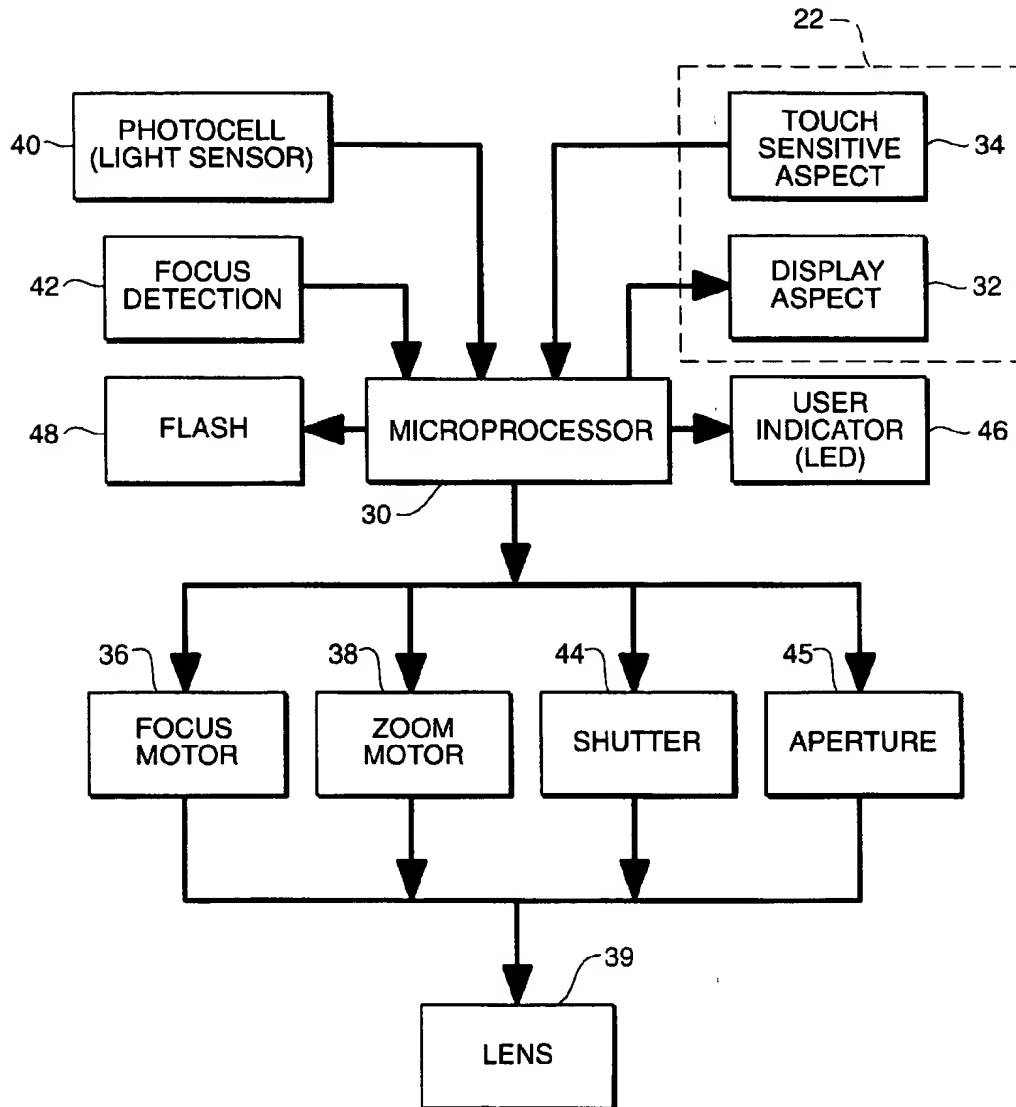 22
PHOTOCELL
(LIGHT SENSOR)
40
TOUCH
SENSITIVE
ASPECT
34
FOCUS
DETECTION
42
DISPLAY
ASPECT
32
FLASH
48
MICROPROCESSOR
30
USER
INDICATOR
(LED)
46
36
38
44
45
FOCUS
MOTOR
ZOOM
MOTOR
SHUTTER
APERTURE
39
LENS